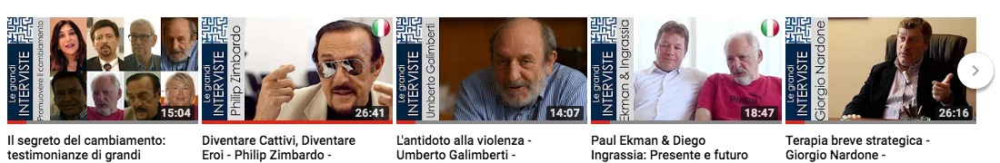 Le grandi
INTERVISTE
Promuovere il cambiamento
15:04
Il segreto del cambiamento:
testimonianze di grandi
Le grandi
INTERVISTE
Philip Zimbardo
26:41
Diventare Cattivi, Diventare
Eroi - Philip Zimbardo -
Le grandi
INTERVISTE
Umberto Galimberti
14:07
L'antidoto alla violenza -
Umberto Galimberti -
Le grandi
INTERVISTE
Ekman & Ingrassia
18:47
Paul Ekman & Diego
Ingrassia: Presente e futuro
Le grandi
INTERVISTE
Giorgio Nardone
26:16
Terapia breve strategica -
Giorgio Nardone -